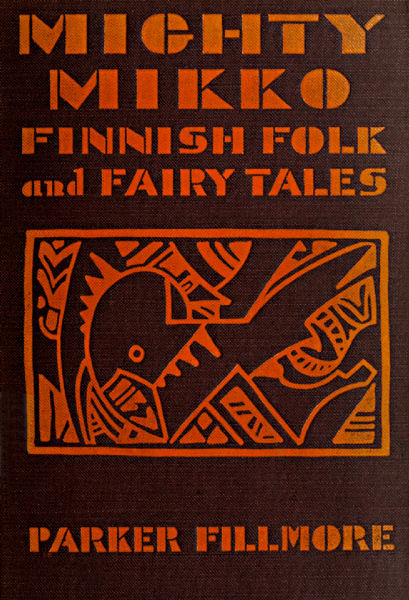 MIGHTY
MIKKO
FINNISH FOLK
and FAIRY TALES
PARKER FILLMORE